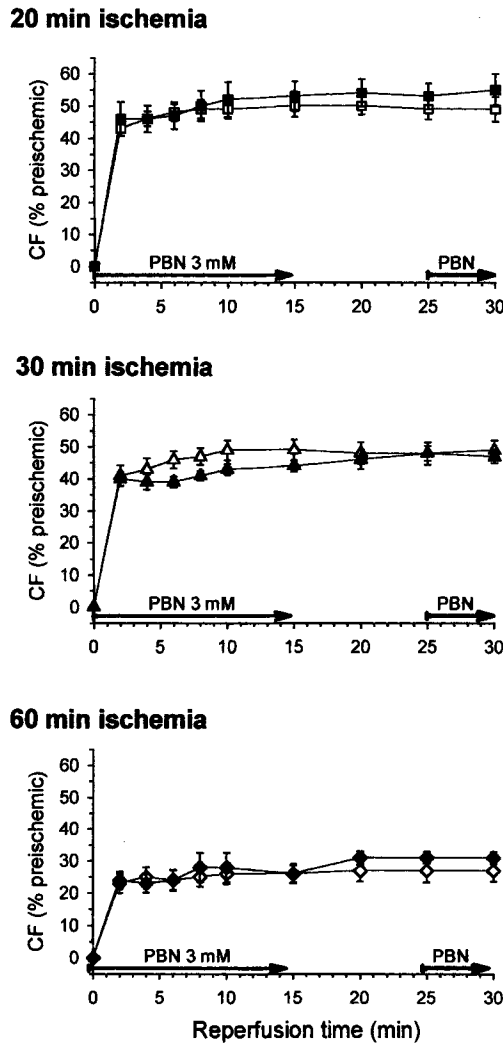 20 min ischemia
CF (% preischemic)
60
50
40
30
20
10
0
PBN 3 mM
PBN
0 5 10 15 20 25 30
30 min ischemia
CF (% preischemic)
60
50
40
30
20
10
0
PBN 3 mM
PBN
0 5 10 15 20 25 30
60 min ischemia
CF (% preischemic)
60
50
40
30
20
10
0
PBN 3 mM
PBN
0 5 10 15 20 25 30
Reperfusion time (min)